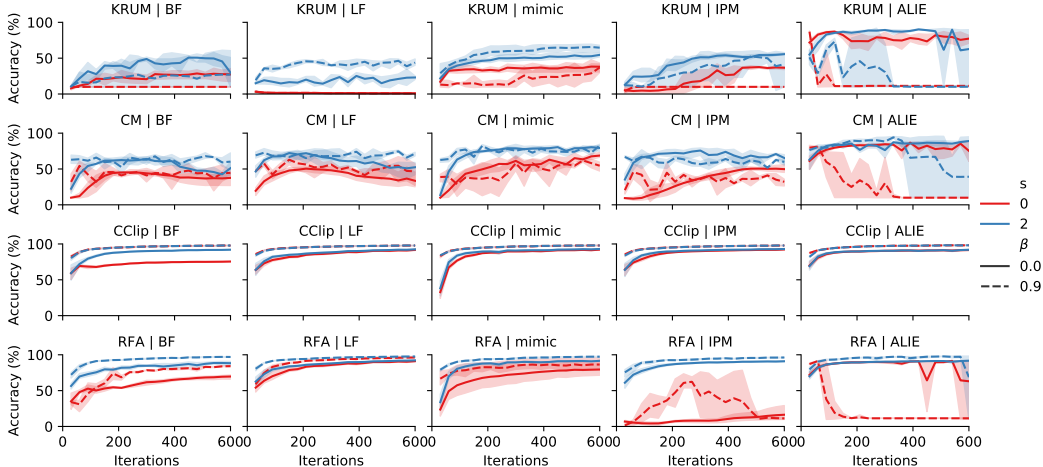 KRUM | BF
KRUM | LF
KRUM | mimic
KRUM | IPM
KRUM | ALIE
Accuracy (%)
100
50
0
CM | BF
CM | LF
CM | mimic
CM | IPM
CM | ALIE
Accuracy (%)
100
50
0
CClip | BF
CClip | LF
CClip | mimic
CClip | IPM
CClip | ALIE
Accuracy (%)
100
50
0
RFA | BF
RFA | LF
RFA | mimic
RFA | IPM
RFA | ALIE
Accuracy (%)
100
50
0
0 200 400 600
0 200 400 600
0 200 400 600
0 200 400 600
0 200 400 600
Iterations
Iterations
Iterations
Iterations
Iterations
s
0
2
β
0.0
0.9